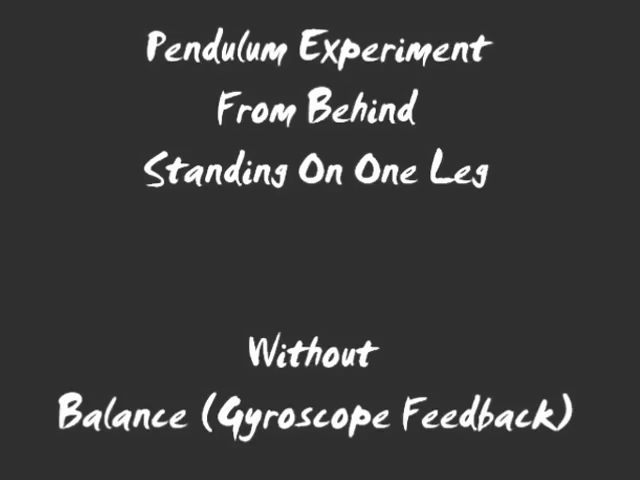 Pendulum Experiment
From Behind
Standing On One Leg
Without
Balance (Gyroscope Feedback)